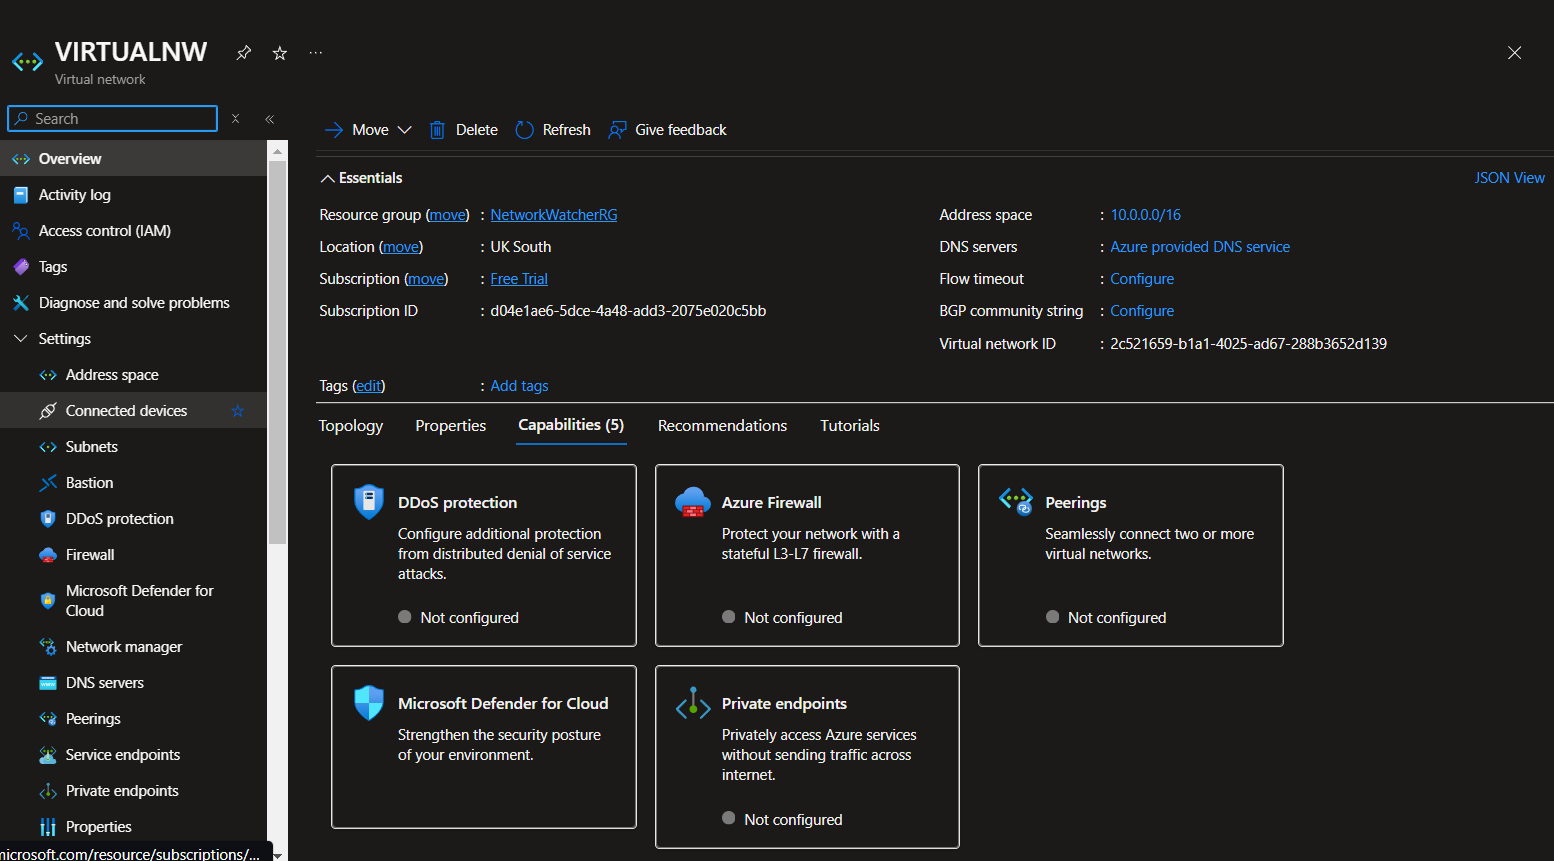 VIRTUALNW
Virtual network
Search
Overview
Activity log
Access control (IAM)
Tags
Diagnose and solve problems
Settings
Address space
Connected devices
Subnets
Bastion
DDoS protection
Firewall
Microsoft Defender for
Cloud
Network manager
DNS servers
Peerings
Service endpoints
Private endpoints
Properties
microsoft.com/resource/subscriptions/...
Move
Delete
Refresh
Give feedback
Essentials
JSON View
Resource group (move) : NetworkWatcherRG
Location (move) : UK South
Subscription (move) : Free Trial
Subscription ID : d04e1ae6-5dce-4a48-add3-2075e020c5bb
Address space : 10.0.0.0/16
DNS servers : Azure provided DNS service
Flow timeout : Configure
BGP community string : Configure
Virtual network ID : 2c521659-b1a1-4025-ad67-288b3652d139
Tags (edit) : Add tags
Topology
Properties
Capabilities (5)
Recommendations
Tutorials
DDoS protection
Configure additional protection
from distributed denial of service
attacks.
Not configured
Azure Firewall
Protect your network with a
stateful L3-L7 firewall.
Not configured
Peerings
Seamlessly connect two or more
virtual networks.
Not configured
Microsoft Defender for Cloud
Strengthen the security posture
of your environment.
Private endpoints
Privately access Azure services
without sending traffic across
internet.
Not configured